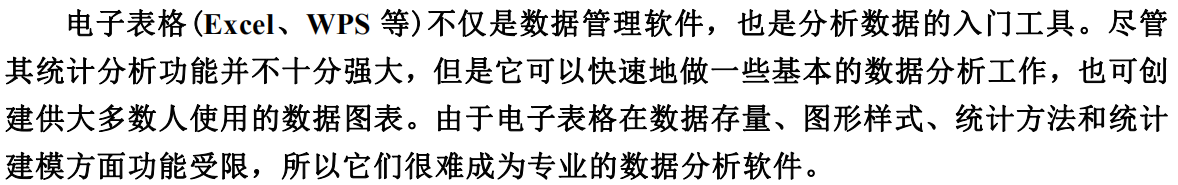 电子表格(Excel、WPS 等)不仅是数据管理软件，也是分析数据的入门工具。尽管
其统计分析功能并不十分强大，但是它可以快速地做一些基本的数据分析工作，也可创
建供大多数人使用的数据图表。由于电子表格在数据存量、图形样式、统计方法和统计
建模方面功能受限，所以它们很难成为专业的数据分析软件。